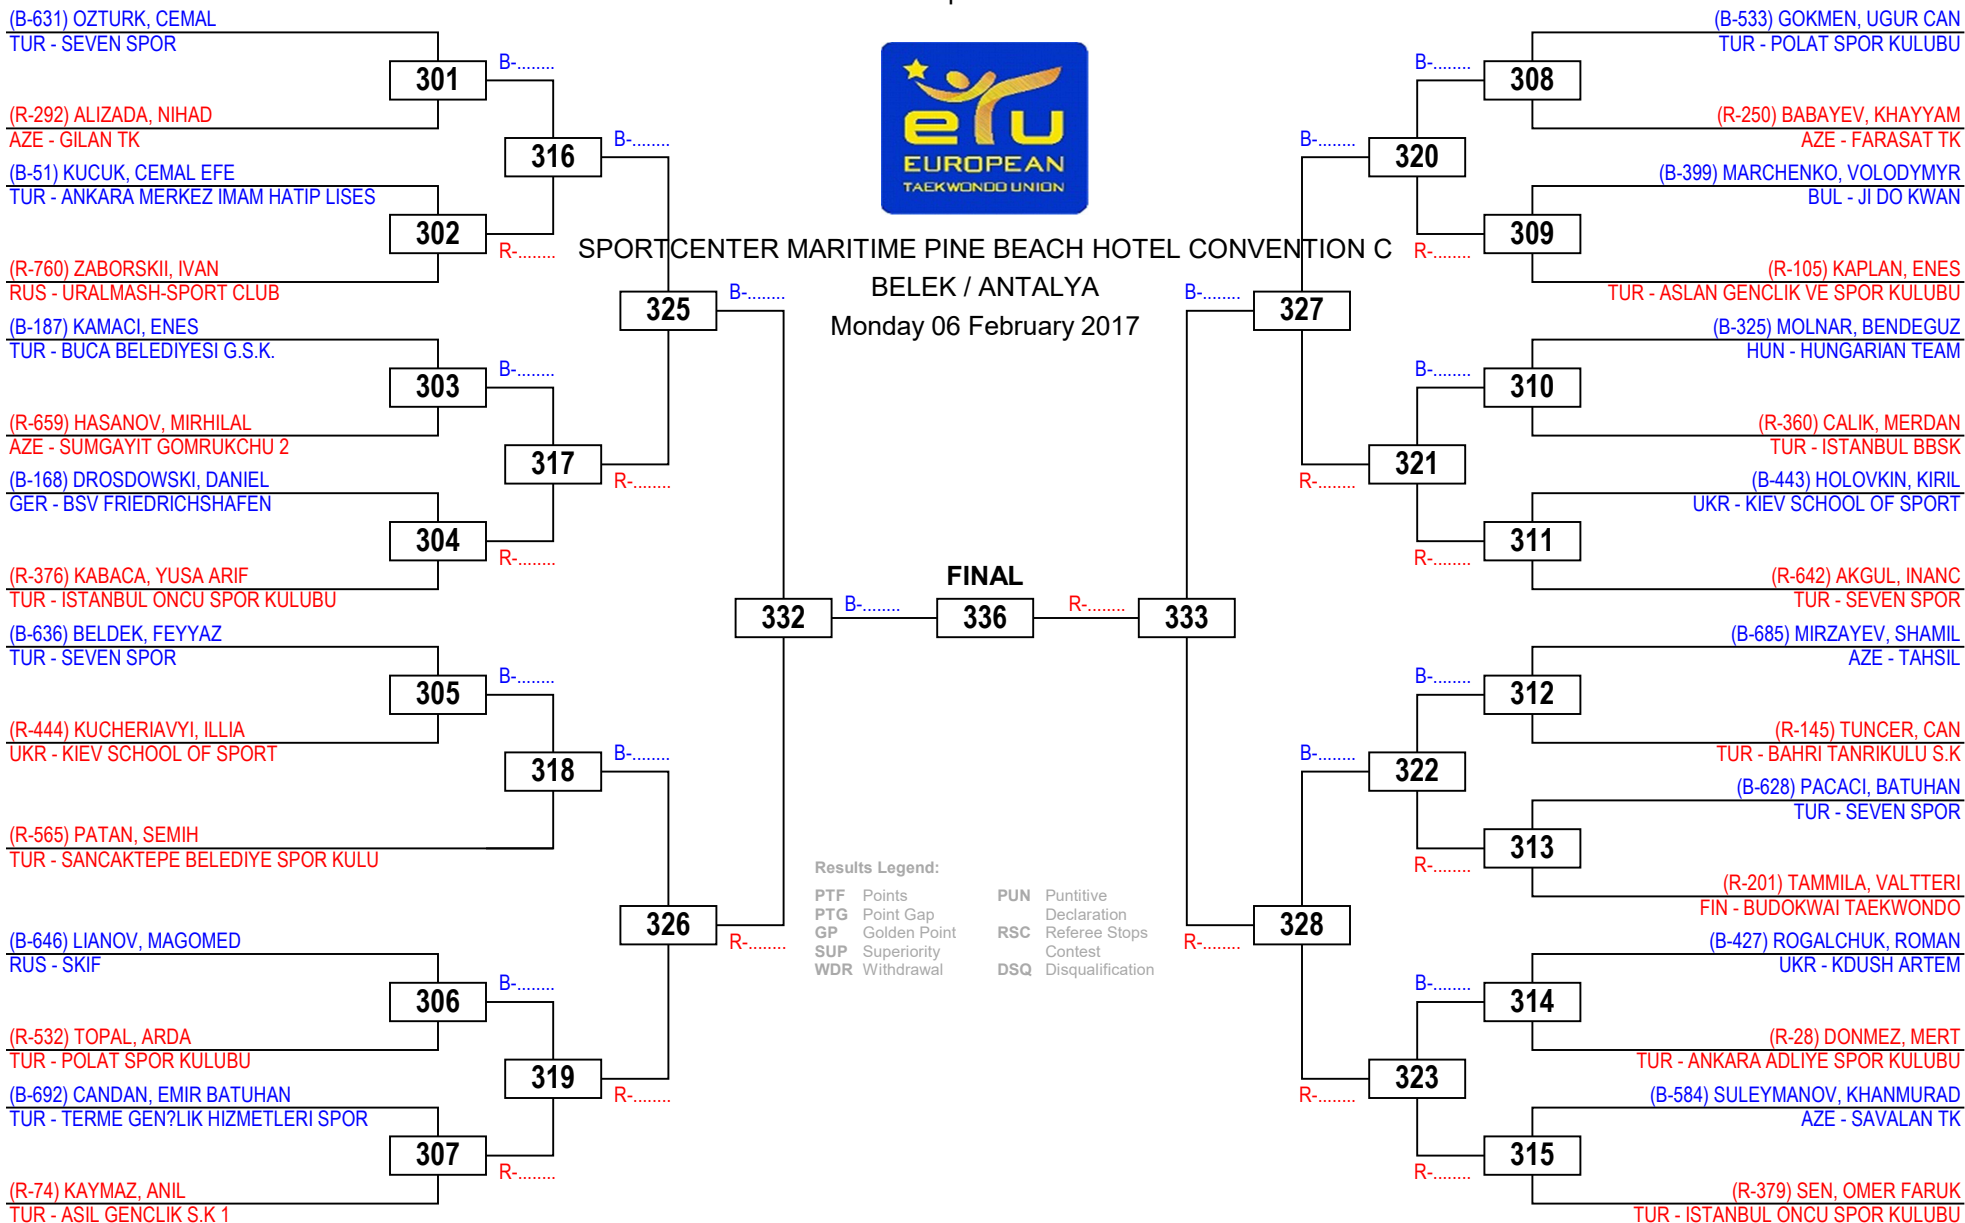 (B-631) OZTURK, CEMAL
TUR - SEVEN SPOR
301
B-........
(R-292) ALIZADA, NIHAD
AZE - GILAN TK
316
B-........
(B-51) KUCUK, CEMAL EFE
TUR - ANKARA MERKEZ IMAM HATIP LISES
302
R-........
(R-760) ZABORSKII, IVAN
RUS - URALMASH-SPORT CLUB
325
B-........
(B-187) KAMACI, ENES
TUR - BUCA BELEDIYESI G.S.K.
303
B-........
(R-659) HASANOV, MIRHILAL
AZE - SUMGAYIT GOMRUKCHU 2
317
R-........
(B-168) DROSDOWSKI, DANIEL
GER - BSV FRIEDRICHSHAFEN
304
R-........
(R-376) KABACA, YUSA ARIF
TUR - ISTANBUL ONCU SPOR KULUBU
332
B-........
(B-636) BELDEK, FEYYAZ
TUR - SEVEN SPOR
305
B-........
(R-444) KUCHERIAVYI, ILLIA
UKR - KIEV SCHOOL OF SPORT
318
B-........
(R-565) PATAN, SEMIH
TUR - SANCAKTEPE BELEDIYE SPOR KULU
326
R-........
(B-646) LIANOV, MAGOMED
RUS - SKIF
306
B-........
(R-532) TOPAL, ARDA
TUR - POLAT SPOR KULUBU
319
R-........
(B-692) CANDAN, EMIR BATUHAN
TUR - TERME GEN?LIK HIZMETLERI SPOR
307
R-........
(R-74) KAYMAZ, ANIL
TUR - ASIL GENCLIK S.K 1
eTU
EUROPEAN
TAEKWONDO UNION
SPORTCENTER MARITIME PINE BEACH HOTEL CONVENTION C
BELEK / ANTALYA
Monday 06 February 2017
FINAL
336
Results Legend:
PTF Points
PTG Point Gap
GP Golden Point
SUP Superiority
WDR Withdrawal
PUN Puntitive
Declaration
RSC Referee Stops
Contest
DSQ Disqualification
(B-533) GOKMEN, UGUR CAN
TUR - POLAT SPOR KULUBU
B-........
308
(R-250) BABAYEV, KHAYYAM
AZE - FARASAT TK
B-........
320
(B-399) MARCHENKO, VOLODYMYR
BUL - JI DO KWAN
R-........
309
(R-105) KAPLAN, ENES
TUR - ASLAN GENCLIK VE SPOR KULUBU
B-........
327
(B-325) MOLNAR, BENDEGUZ
HUN - HUNGARIAN TEAM
B-........
310
(R-360) CALIK, MERDAN
TUR - ISTANBUL BBSK
R-........
321
(B-443) HOLOVKIN, KIRIL
UKR - KIEV SCHOOL OF SPORT
R-........
311
(R-642) AKGUL, INANC
TUR - SEVEN SPOR
R-........
333
(B-685) MIRZAYEV, SHAMIL
AZE - TAHSIL
B-........
312
(R-145) TUNCER, CAN
TUR - BAHRI TANRIKULU S.K
B-........
322
(B-628) PACACI, BATUHAN
TUR - SEVEN SPOR
R-........
313
(R-201) TAMMILA, VALTTERI
FIN - BUDOKWAI TAEKWONDO
R-........
328
(B-427) ROGALCHUK, ROMAN
UKR - KDUSH ARTEM
B-........
314
(R-28) DONMEZ, MERT
TUR - ANKARA ADLIYE SPOR KULUBU
R-........
323
(B-584) SULEYMANOV, KHANMURAD
AZE - SAVALAN TK
R-........
315
(R-379) SEN, OMER FARUK
TUR - ISTANBUL ONCU SPOR KULUBU